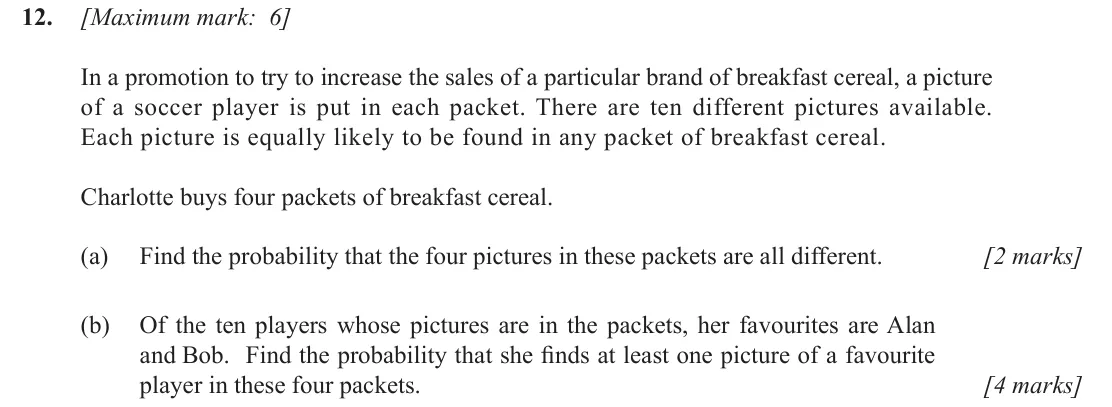 12. [Maximum mark: 6]
In a promotion to try to increase the sales of a particular brand of breakfast cereal, a picture
of a soccer player is put in each packet. There are ten different pictures available.
Each picture is equally likely to be found in any packet of breakfast cereal.
Charlotte buys four packets of breakfast cereal.
(a) Find the probability that the four pictures in these packets are all different. [2 marks]
(b) Of the ten players whose pictures are in the packets, her favourites are Alan
and Bob. Find the probability that she finds at least one picture of a favourite
player in these four packets. [4 marks]